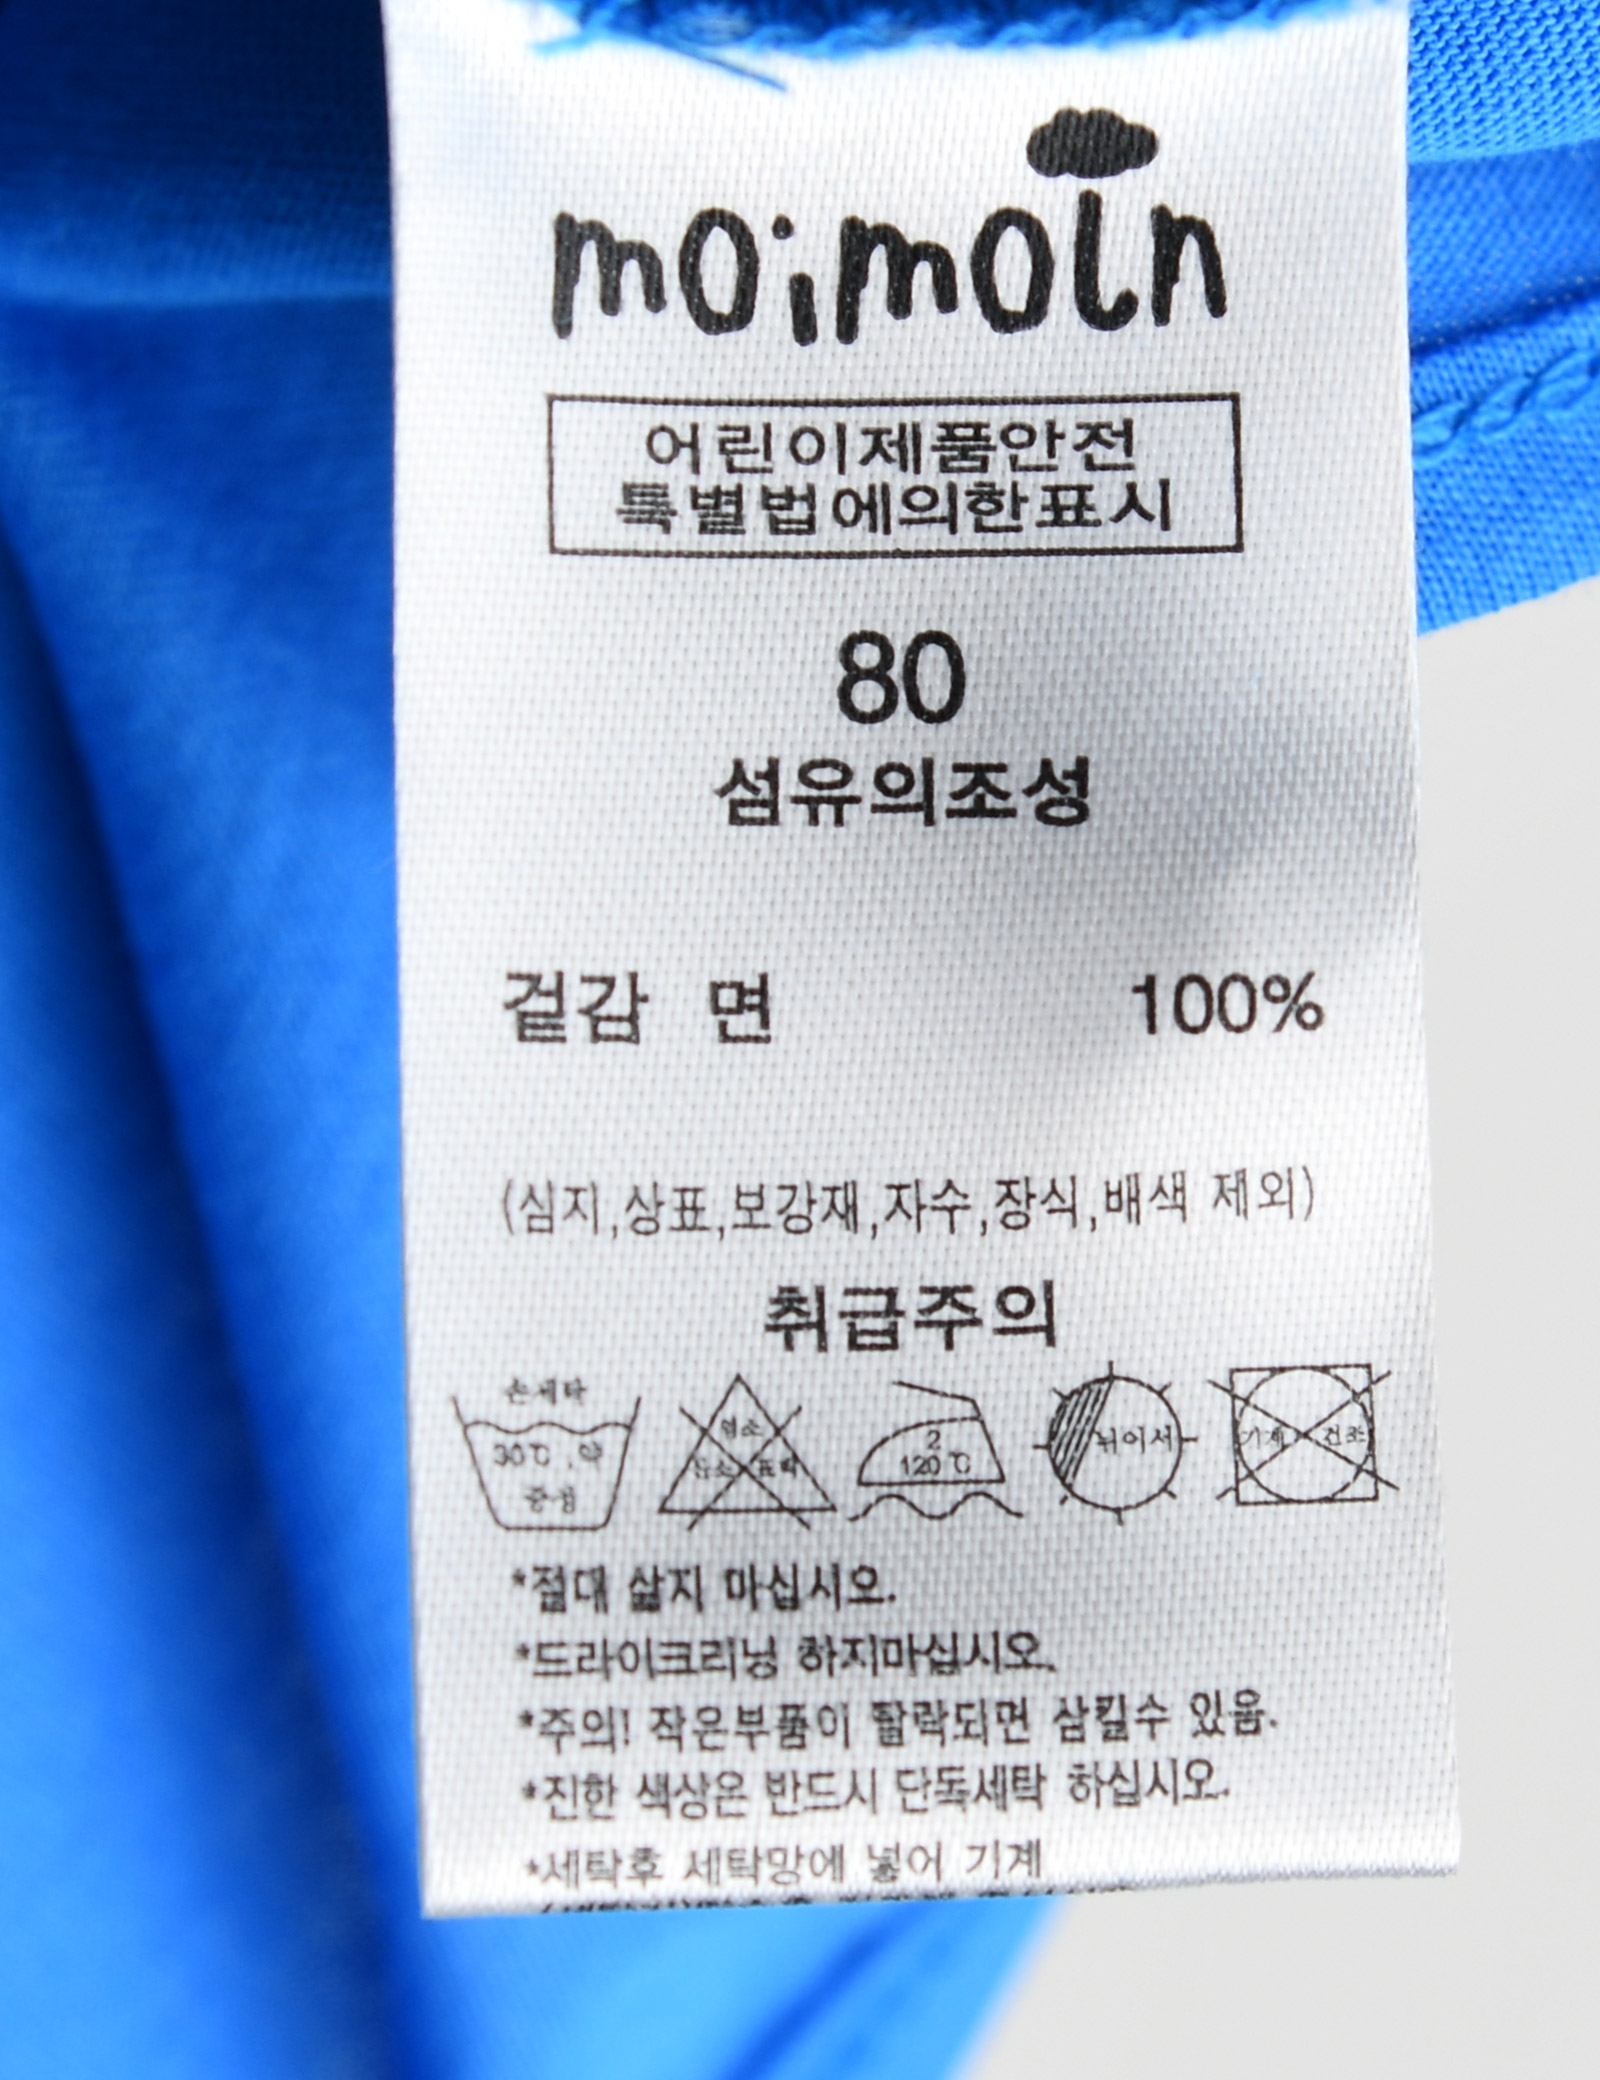 moimoln
어린이제품안전
특별법에의한표시
80
섬유의조성
겉감 면 100%
(심지,상표,보강재,자수,장식,배색 제외)
취급주의
손세탁
30℃ ,약
중성
염소
산소 표백
2
120℃
뉘어서
기계 건조
*절대 삶지 마십시오.
*드라이크리닝 하지마십시오.
*주의! 작은부품이 탈락되면 삼킬수 있음.
*진한 색상은 반드시 단독세탁 하십시오.
*세탁후 세탁망에 넣어 기계